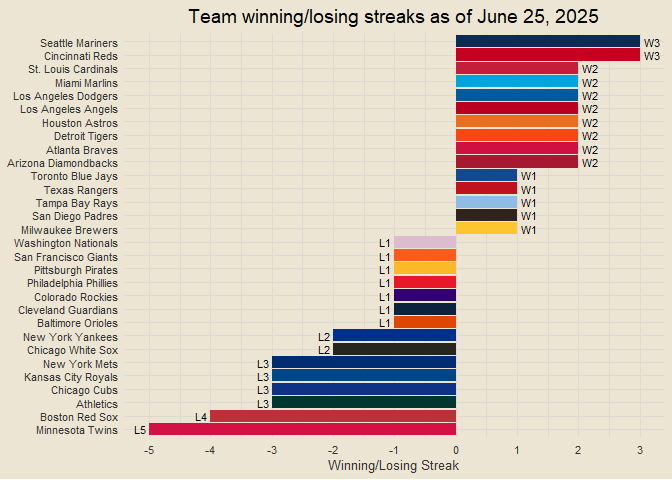 Team winning/losing streaks as of June 25, 2025
Seattle Mariners W3
Cincinnati Reds W3
St. Louis Cardinals W2
Miami Marlins W2
Los Angeles Dodgers W2
Los Angeles Angels W2
Houston Astros W2
Detroit Tigers W2
Atlanta Braves W2
Arizona Diamondbacks W2
Toronto Blue Jays W1
Texas Rangers W1
Tampa Bay Rays W1
San Diego Padres W1
Milwaukee Brewers W1
Washington Nationals L1
San Francisco Giants L1
Pittsburgh Pirates L1
Philadelphia Phillies L1
Colorado Rockies L1
Cleveland Guardians L1
Baltimore Orioles L1
New York Yankees L2
Chicago White Sox L2
New York Mets L3
Kansas City Royals L3
Chicago Cubs L3
Athletics L3
Boston Red Sox L4
Minnesota Twins L5
-5 -4 -3 -2 -1 0 1 2 3
Winning/Losing Streak